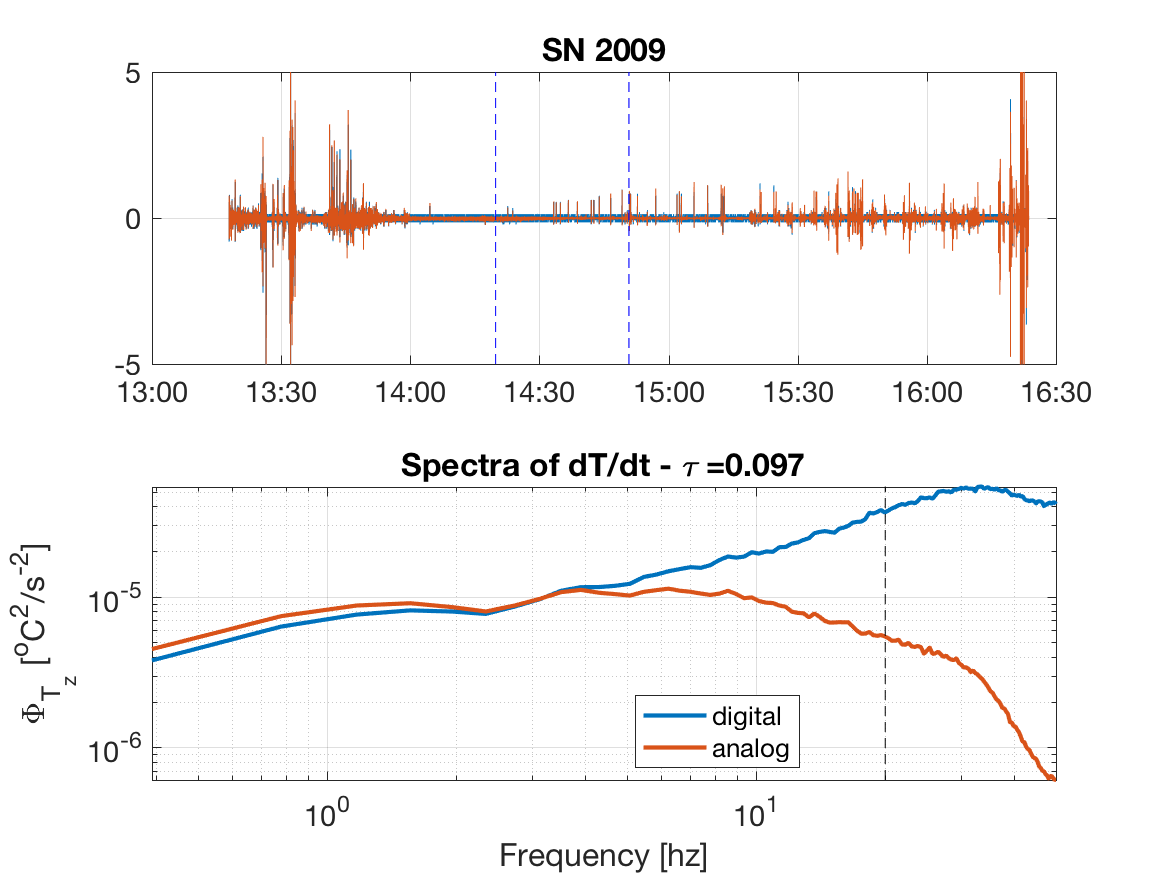 SN 2009
5
0
-5
13:00 13:30 14:00 14:30 15:00 15:30 16:00 16:30
Spectra of dT/dt - τ =0.097
Φ_{T_z} [°C²/s⁻²]
10⁻⁵
10⁻⁶
digital
analog
10⁰ 10¹
Frequency [hz]